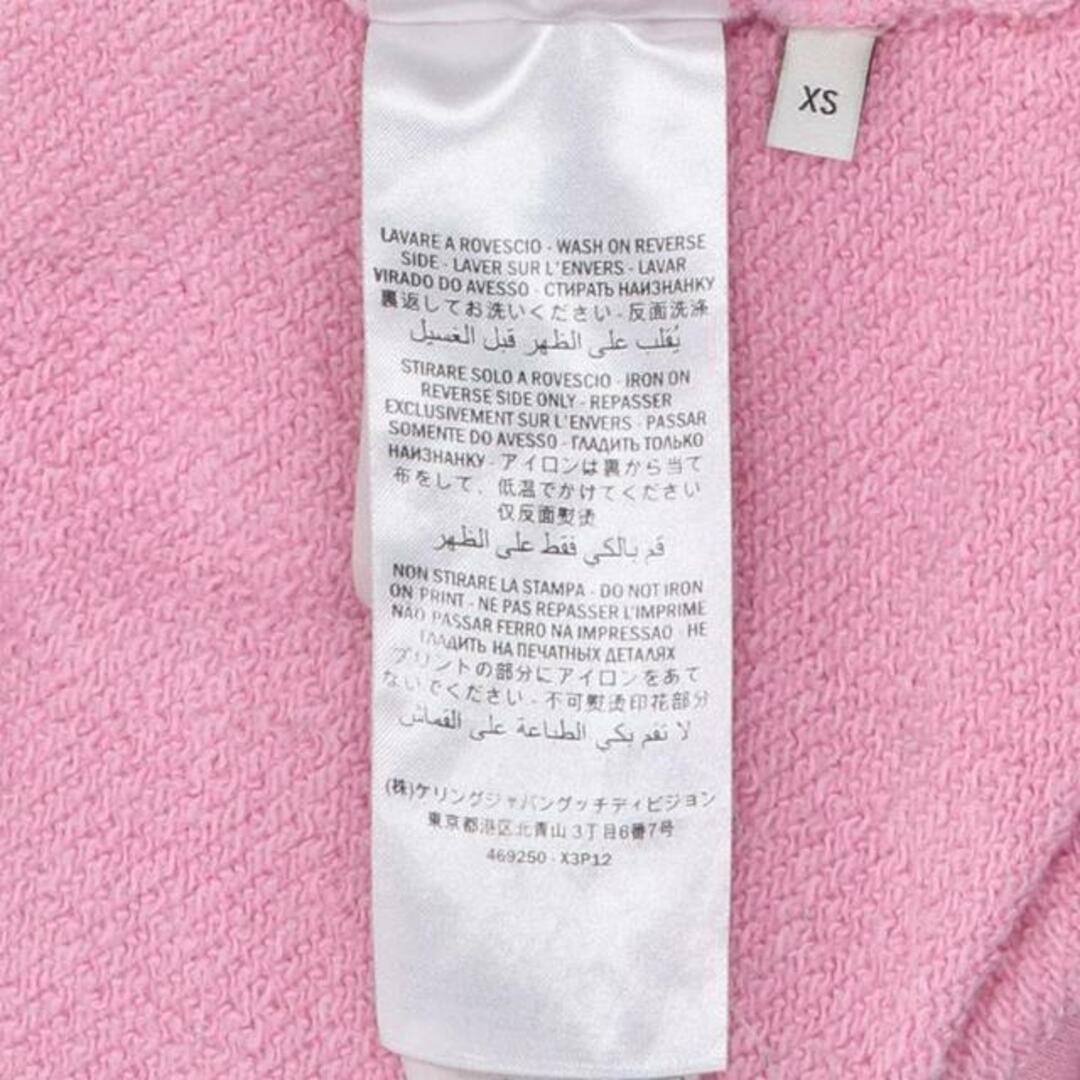 XS
LAVARE A ROVESCIO - WASH ON REVERSE
SIDE - LAVER SUR L'ENVERS - LAVAR
VIRADO DO AVESSO - СТИРАТЬ НАИЗНАНКУ
裏返してお洗いください - 反面洗涤
يُقلب على الظهر قبل الغسيل
STIRARE SOLO A ROVESCIO - IRON ON
REVERSE SIDE ONLY - REPASSER
EXCLUSIVEMENT SUR L'ENVERS - PASSAR
SOMENTE DO AVESSO - ГЛАДИТЬ ТОЛЬКО
НАИЗНАНКУ - アイロンは裏から当て
布をして、低温でかけてください
仅反面熨烫
قم بالكي فقط على الظهر
NON STIRARE LA STAMPA - DO NOT IRON
ON PRINT - NE PAS REPASSER L'IMPRIME
NAO PASSAR FERRO NA IMPRESSAO - НЕ
ГЛАДИТЬ НА ПЕЧАТНЫХ ДЕТАЛЯХ
プリントの部分にアイロンをあて
ないでください - 不可熨烫印花部分
لا تقم بكي الطباعة على القماش
(株)ケリングジャパングッチディビジョン
東京都港区北青山 3丁目6番7号
469250 - X3P12